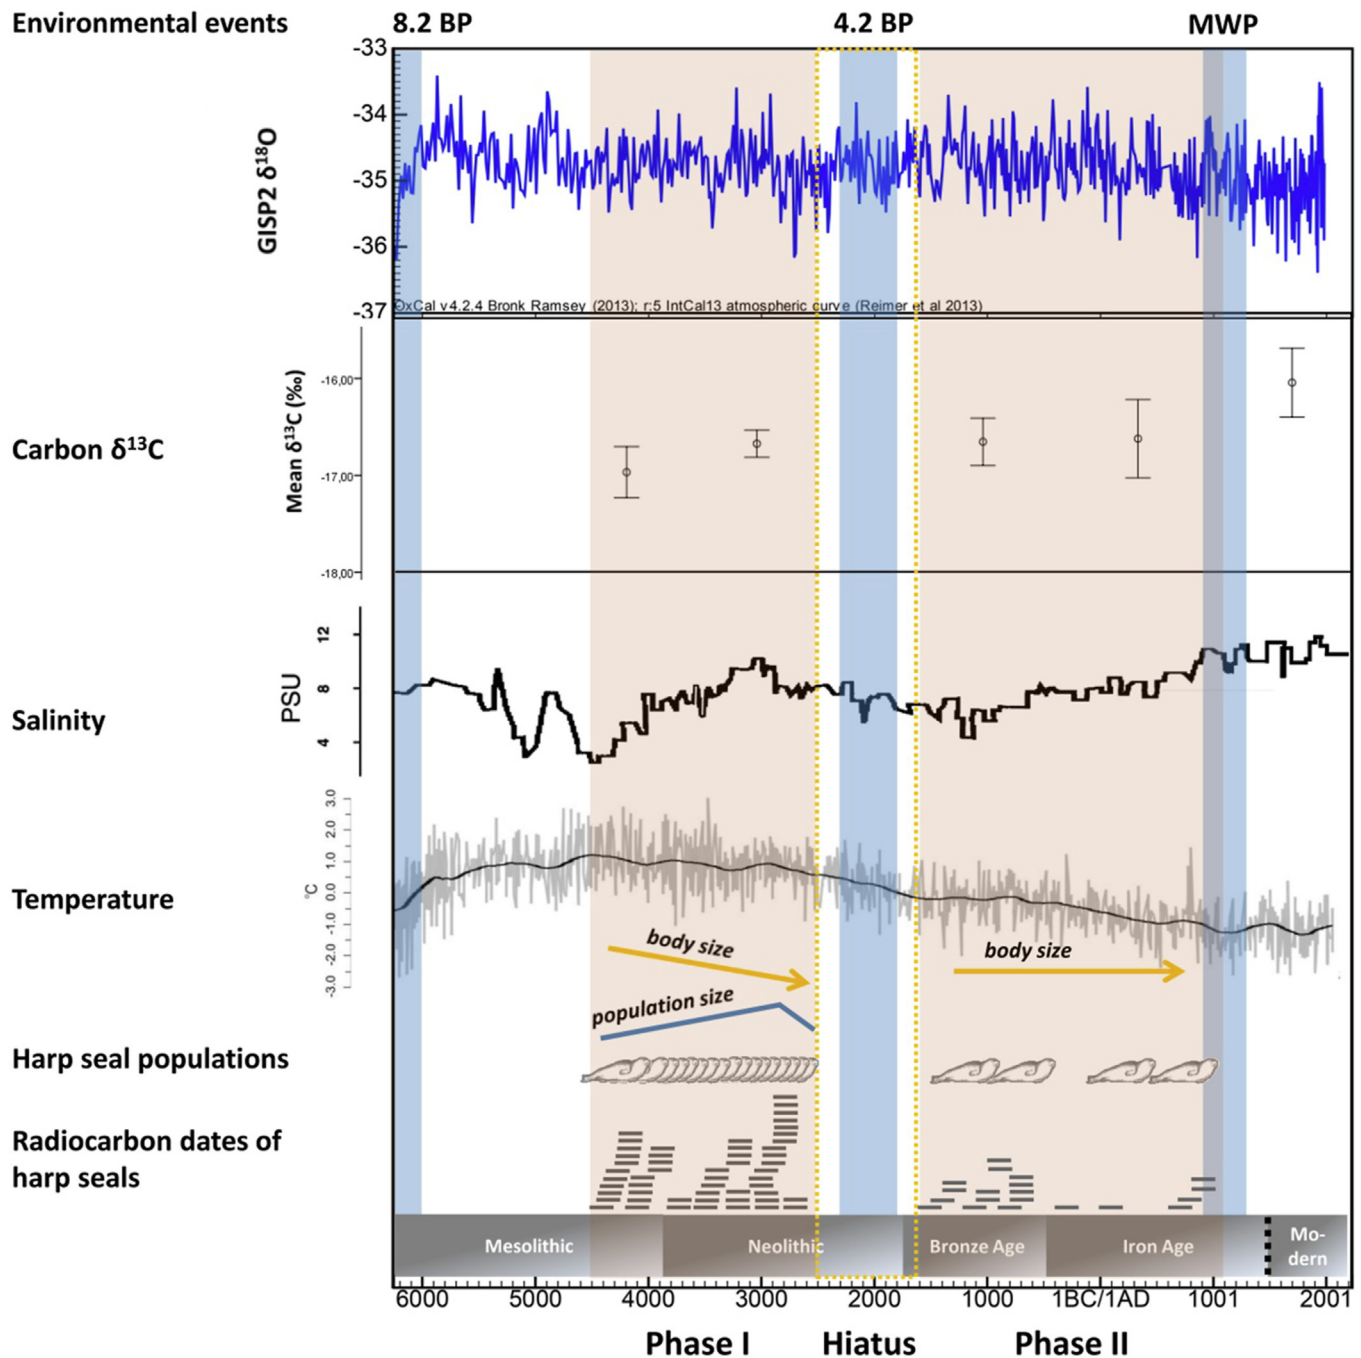 Environmental events 8.2 BP 4.2 BP MWP
-33
-34
-35
-36
-37
GISP2 δ¹⁸O
OxCal v4.2.4 Bronk Ramsey (2013); r:5 IntCal13 atmospheric curve (Reimer et al 2013)
Carbon δ¹³C
Mean δ¹³C (‰)
-16,00
-17,00
-18,00
Salinity
PSU
12
8
4
Temperature
°C
3.0
2.0
1.0
0.0
-1.0
-2.0
-3.0
body size
body size
population size
Harp seal populations
Radiocarbon dates of
harp seals
Mesolithic Neolithic Bronze Age Iron Age Mo-
dern
6000 5000 4000 3000 2000 1000 1BC/1AD 1001 2001
Phase I Hiatus Phase II